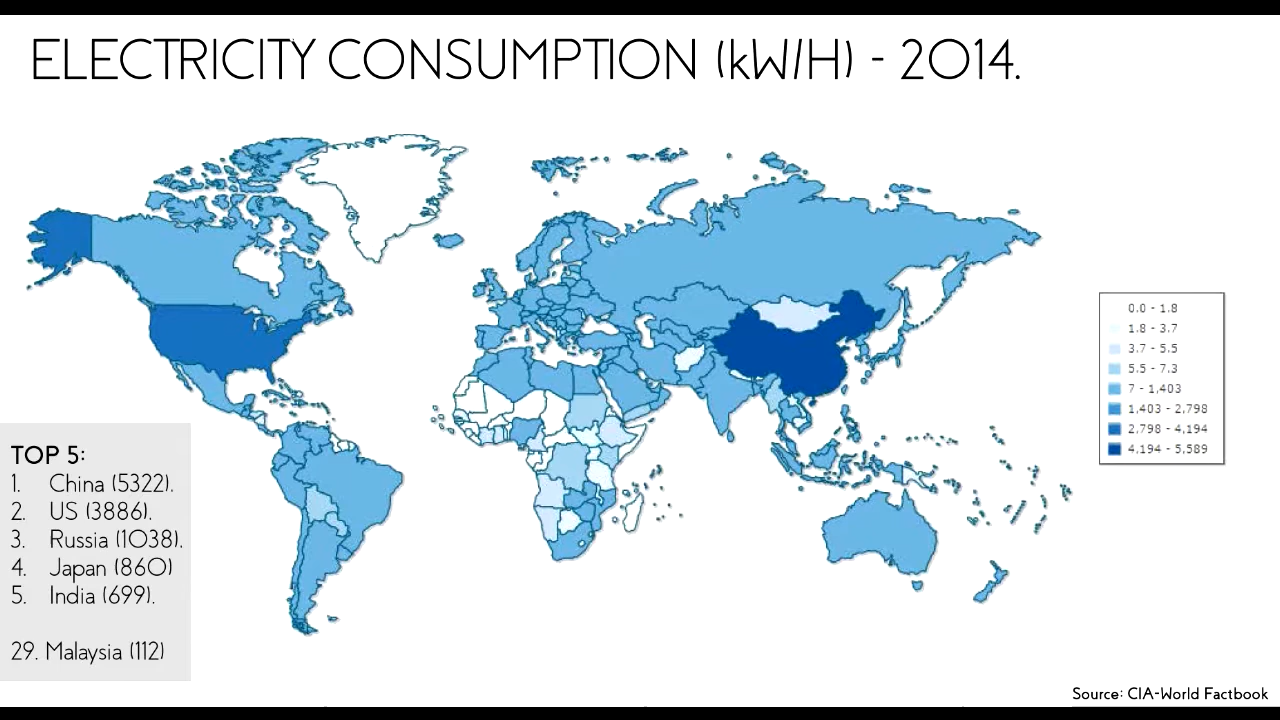 ELECTRICITY CONSUMPTION (kW/H) - 2014.
0.0 - 1.8
1.8 - 3.7
3.7 - 5.5
5.5 - 7.3
7 - 1,403
1,403 - 2,798
2,798 - 4,194
4,194 - 5,589
TOP 5:
1. China (5322).
2. US (3886).
3. Russia (1038).
4. Japan (860)
5. India (699).
29. Malaysia (112)
Source: CIA-World Factbook